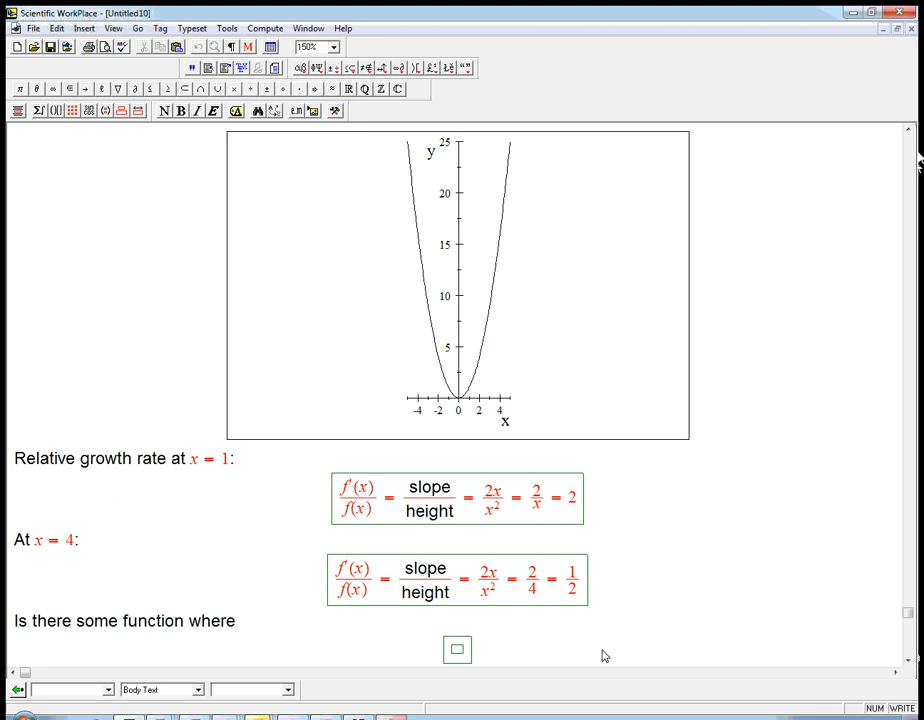 Scientific WorkPlace - [Untitled10]
File Edit Insert View Go Tag Typeset Tools Compute Window Help
150%
N B I E
y
25
20
15
10
5
-4 -2 0 2 4
x
Relative growth rate at x = 1:
f′(x)/f(x) = slope/height = 2x/x² = 2/x = 2
At x = 4:
f′(x)/f(x) = slope/height = 2x/x² = 2/4 = 1/2
Is there some function where
Body Text
NUM WRITE